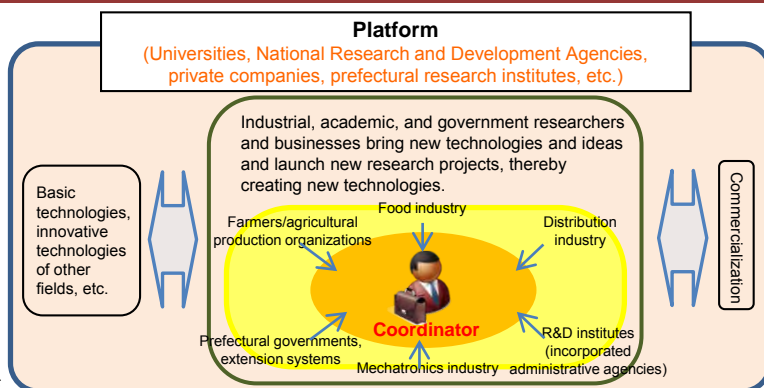 Platform
(Universities, National Research and Development Agencies,
private companies, prefectural research institutes, etc.)
Industrial, academic, and government researchers
and businesses bring new technologies and ideas
and launch new research projects, thereby
creating new technologies.
Basic
technologies,
innovative
technologies
of other
fields, etc.
Commercialization
Food industry
Farmers/agricultural
production organizations
Distribution
industry
Coordinator
Prefectural governments,
extension systems
Mechatronics industry
R&D institutes
(incorporated
administrative agencies)